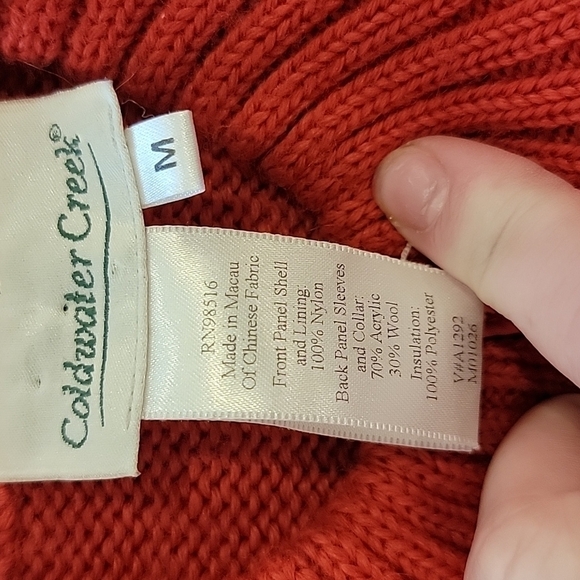 Coldwater Creek®
M
RN98516
Made in Macau
Of Chinese Fabric
Front Panel Shell
and Lining:
100% Nylon
Back Panel Sleeves
and Collar:
70% Acrylic
30% Wool
Insulation:
100% Polyester
V#A1292
M01026